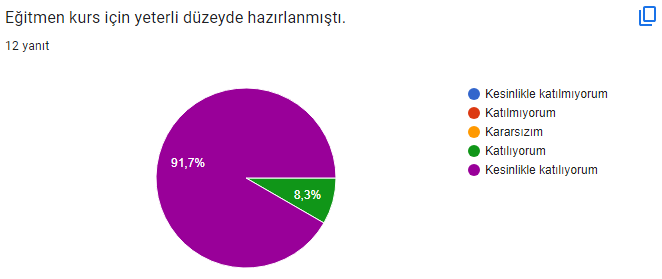 Eğitmen kurs için yeterli düzeyde hazırlanmıştı.
12 yanıt
Kesinlikle katılmıyorum
Katılmıyorum
Kararsızım
Katılıyorum
Kesinlikle katılıyorum
91,7%
8,3%